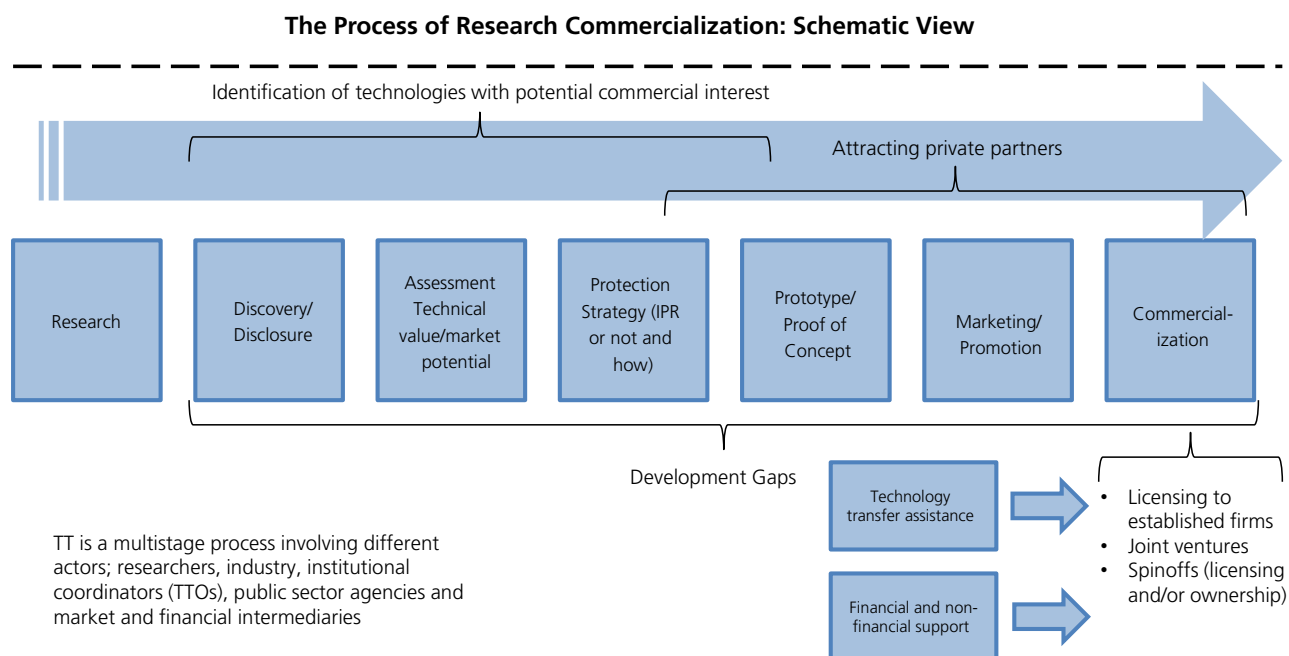 The Process of Research Commercialization: Schematic View
Identification of technologies with potential commercial interest
Attracting private partners
Research
Discovery/
Disclosure
Assessment
Technical
value/market
potential
Protection
Strategy (IPR
or not and
how)
Prototype/
Proof of
Concept
Marketing/
Promotion
Commercial-
ization
Development Gaps
Technology
transfer assistance
Financial and non-
financial support
• Licensing to
established firms
• Joint ventures
• Spinoffs (licensing
and/or ownership)
TT is a multistage process involving different
actors; researchers, industry, institutional
coordinators (TTOs), public sector agencies and
market and financial intermediaries